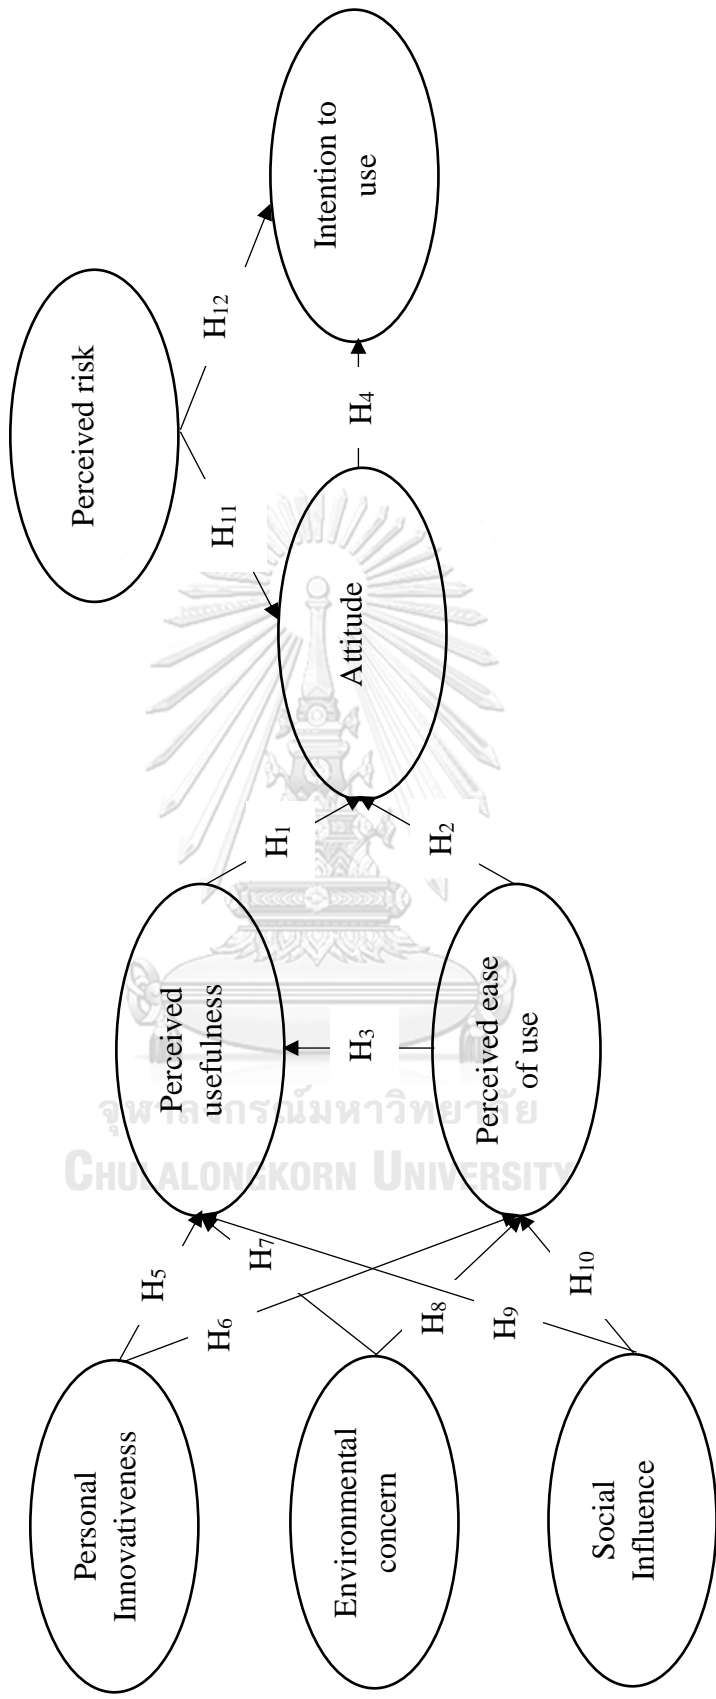 Personal
Innovativeness
Environmental
concern
Social
Influence
H5
H6
H7
H8
H9
H10
Perceived
usefulness
H3
Perceived ease
of use
H1
H2
Attitude
Perceived risk
H11
H12
H4
Intention to
use
จุฬาลงกรณ์มหาวิทยาลัย
CHULALONGKORN UNIVERSITY